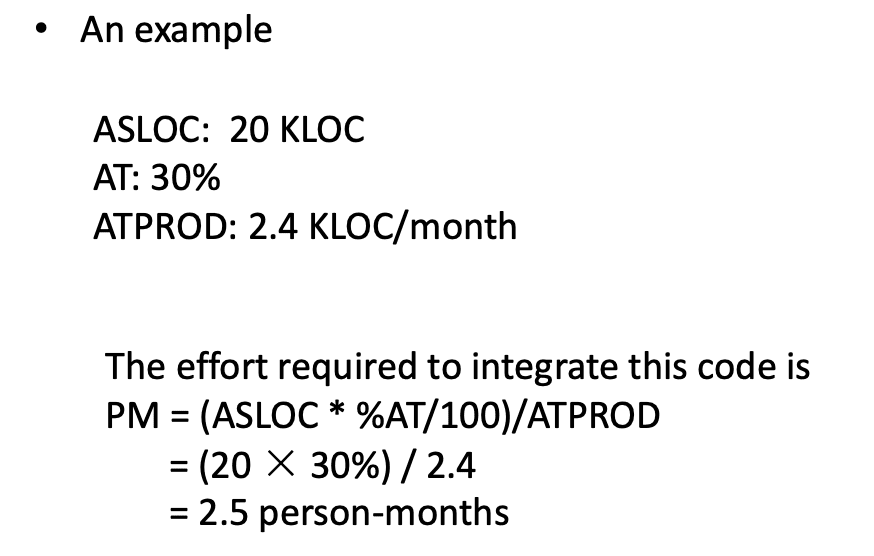 • An example
ASLOC: 20 KLOC
AT: 30%
ATPROD: 2.4 KLOC/month
The effort required to integrate this code is
PM = (ASLOC * %AT/100)/ATPROD
= (20 × 30%) / 2.4
= 2.5 person-months